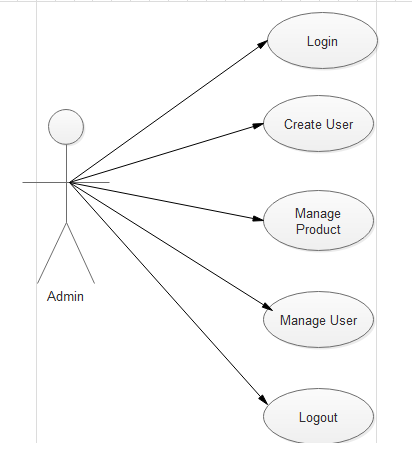 Login
Create User
Manage
Product
Manage User
Admin
Logout